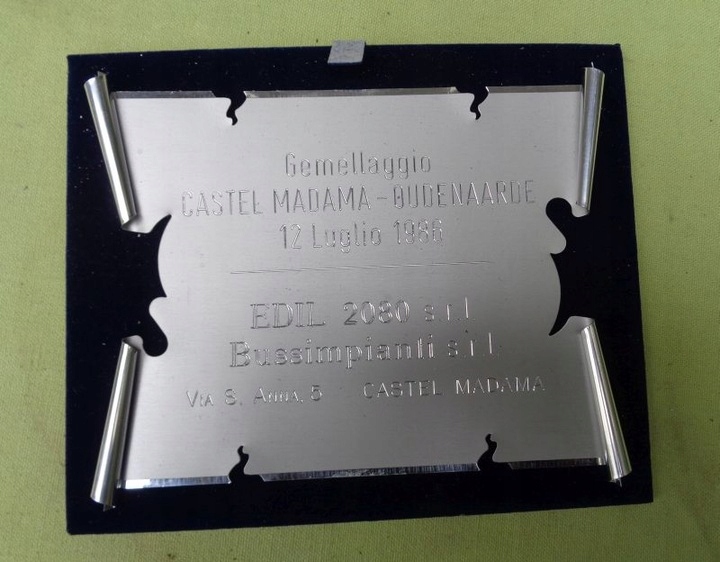 Gemellaggio
CASTEL MADAMA - OUDENAARDE
12 Luglio 1986
EDIL 2080 s.r.l.
Bussimpianti s.r.l.
VIA S. ANNA, 5 CASTEL MADAMA